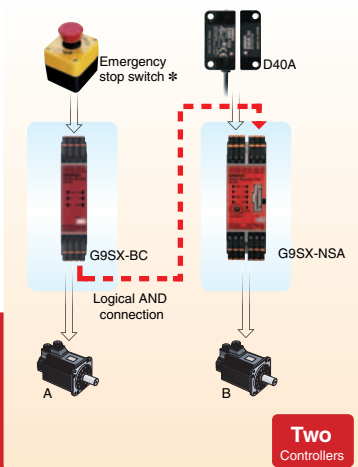 Emergency
stop switch *
D40A
G9SX-BC
G9SX-NSA
Logical AND
connection
A
B
Two
Controllers